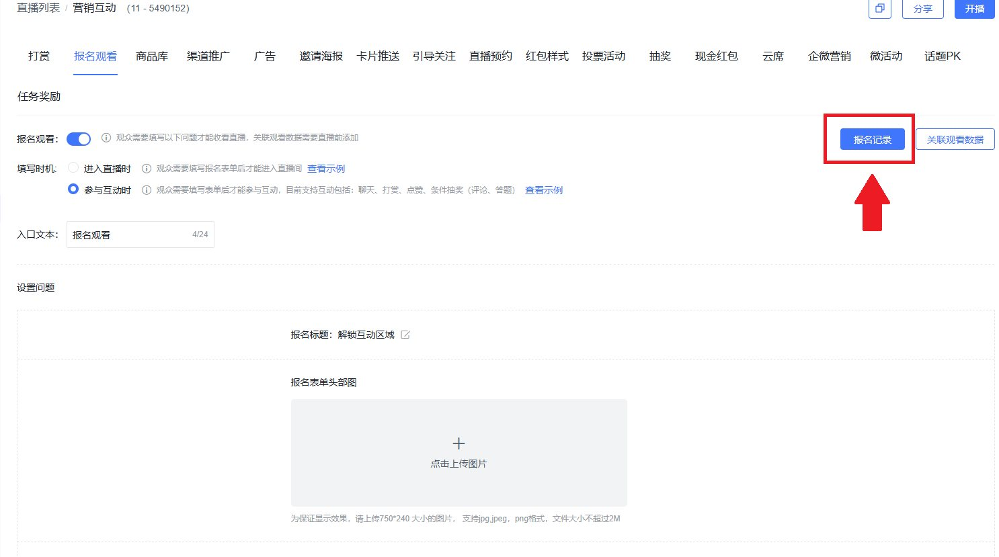 直播列表 / 营销互动 (11 - 5490152) 分享 开播
打赏 报名观看 商品库 渠道推广 广告 邀请海报 卡片推送 引导关注 直播预约 红包样式 投票活动 抽奖 现金红包 云席 企微营销 微活动 话题PK
任务奖励
报名观看： 观众需要填写以下问题才能收看直播，关联观看数据需要直播前添加 报名记录 关联观看数据
填写时机: 进入直播时 观众需要填写报名表单后才能进入直播间 查看示例
参与互动时 观众需要填写表单后才能参与互动，目前支持互动包括：聊天、打赏、点赞、条件抽奖（评论、答题） 查看示例
入口文本： 报名观看 4/24
设置问题
报名标题：解锁互动区域
报名表单头部图
点击上传图片
为保证显示效果，请上传750*240 大小的图片， 支持jpg,jpeg，png格式，文件大小不超过2M